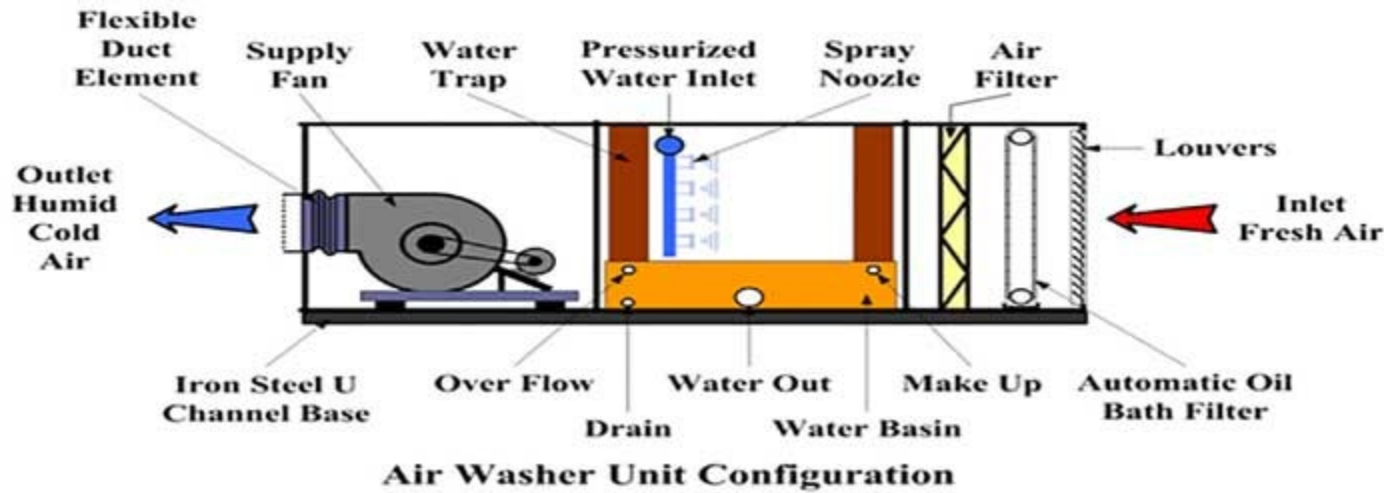 Flexible
Duct
Element
Supply
Fan
Water
Trap
Pressurized
Water Inlet
Spray
Noozle
Air
Filter
Louvers
Outlet
Humid
Cold
Air
Inlet
Fresh Air
Iron Steel U
Channel Base
Over Flow
Drain
Water Out
Water Basin
Make Up
Automatic Oil
Bath Filter
Air Washer Unit Configuration